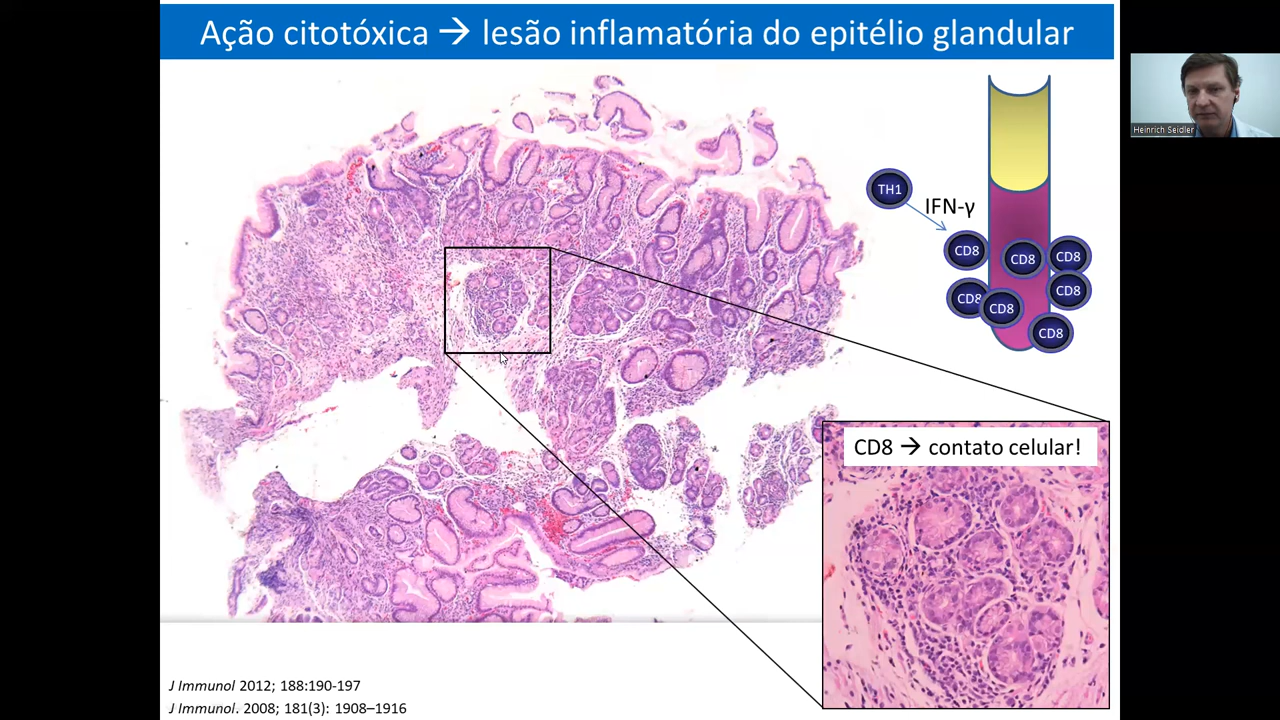 Ação citotóxica → lesão inflamatória do epitélio glandular
Heinrich Seidler
TH1
IFN-γ
CD8
CD8
CD8
CD8
CD8
CD8
CD8
CD8 → contato celular!
J Immunol 2012; 188:190-197
J Immunol. 2008; 181(3): 1908–1916